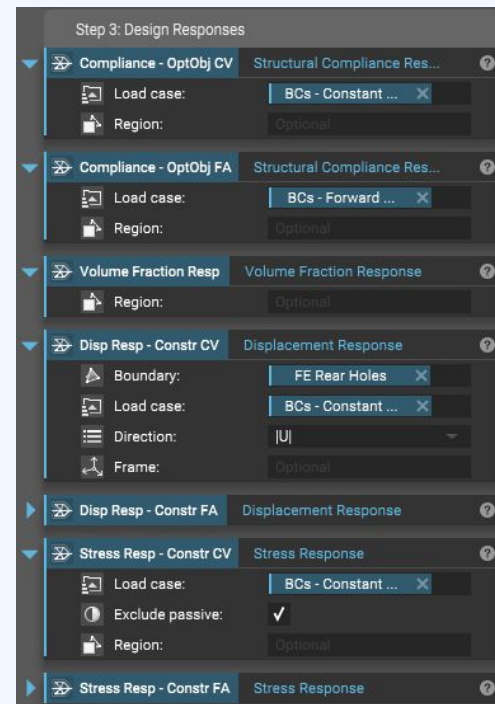 Step 3: Design Responses
Compliance - OptObj CV Structural Compliance Res...
Load case: BCs - Constant ...
Region: Optional
Compliance - OptObj FA Structural Compliance Res...
Load case: BCs - Forward ...
Region: Optional
Volume Fraction Resp Volume Fraction Response
Region: Optional
Disp Resp - Constr CV Displacement Response
Boundary: FE Rear Holes
Load case: BCs - Constant ...
Direction: |U|
Frame: Optional
Disp Resp - Constr FA Displacement Response
Stress Resp - Constr CV Stress Response
Load case: BCs - Constant ...
Exclude passive:
Region: Optional
Stress Resp - Constr FA Stress Response